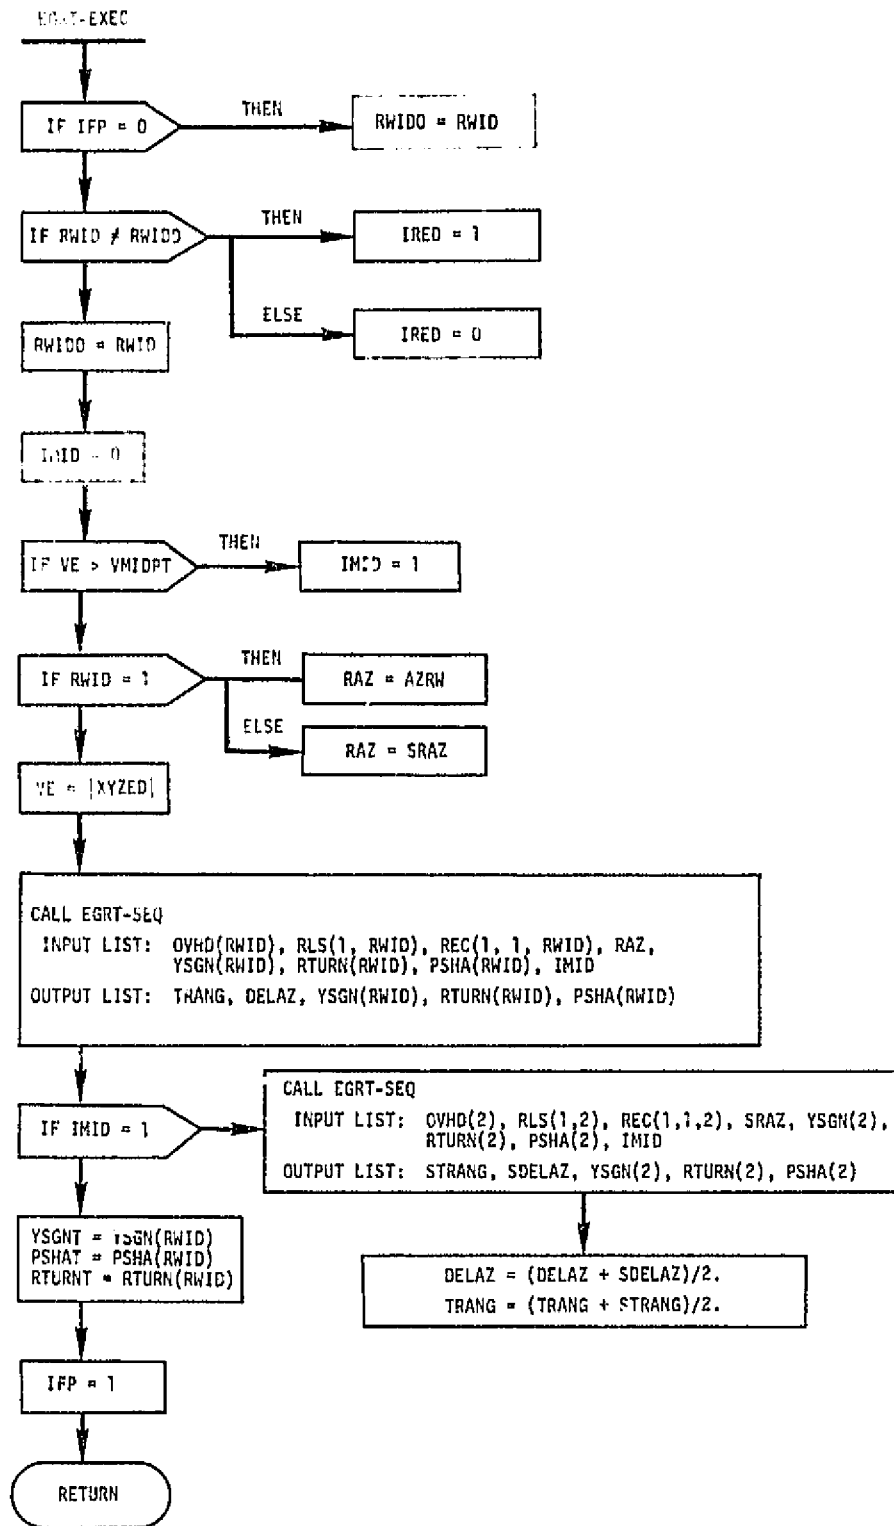 EGRT-EXEC
IF IFP = 0
THEN
RWIDO = RWID
IF RWID ≠ RWIDO
THEN
IRED = 1
ELSE
IRED = 0
RWIDO = RWID
IMID = 0
IF VE > VMIDPT
THEN
IMID = 1
IF RWID = 1
THEN
RAZ = AZRW
ELSE
RAZ = SRAZ
VE = |XYZED|
CALL EGRT-SEQ
INPUT LIST: OVHD(RWID), RLS(1, RWID), REC(1, 1, RWID), RAZ,
YSGN(RWID), RTURN(RWID), PSHA(RWID), IMID
OUTPUT LIST: TRANG, DELAZ, YSGN(RWID), RTURN(RWID), PSHA(RWID)
IF IMID = 1
CALL EGRT-SEQ
INPUT LIST: OVHD(2), RLS(1,2), REC(1,1,2), SRAZ, YSGN(2),
RTURN(2), PSHA(2), IMID
OUTPUT LIST: STRANG, SDELAZ, YSGN(2), RTURN(2), PSHA(2)
YSGNT = YSGN(RWID)
PSHAT = PSHA(RWID)
RTURNT = RTURN(RWID)
DELAZ = (DELAZ + SDELAZ)/2.
TRANG = (TRANG + STRANG)/2.
IFP = 1
RETURN